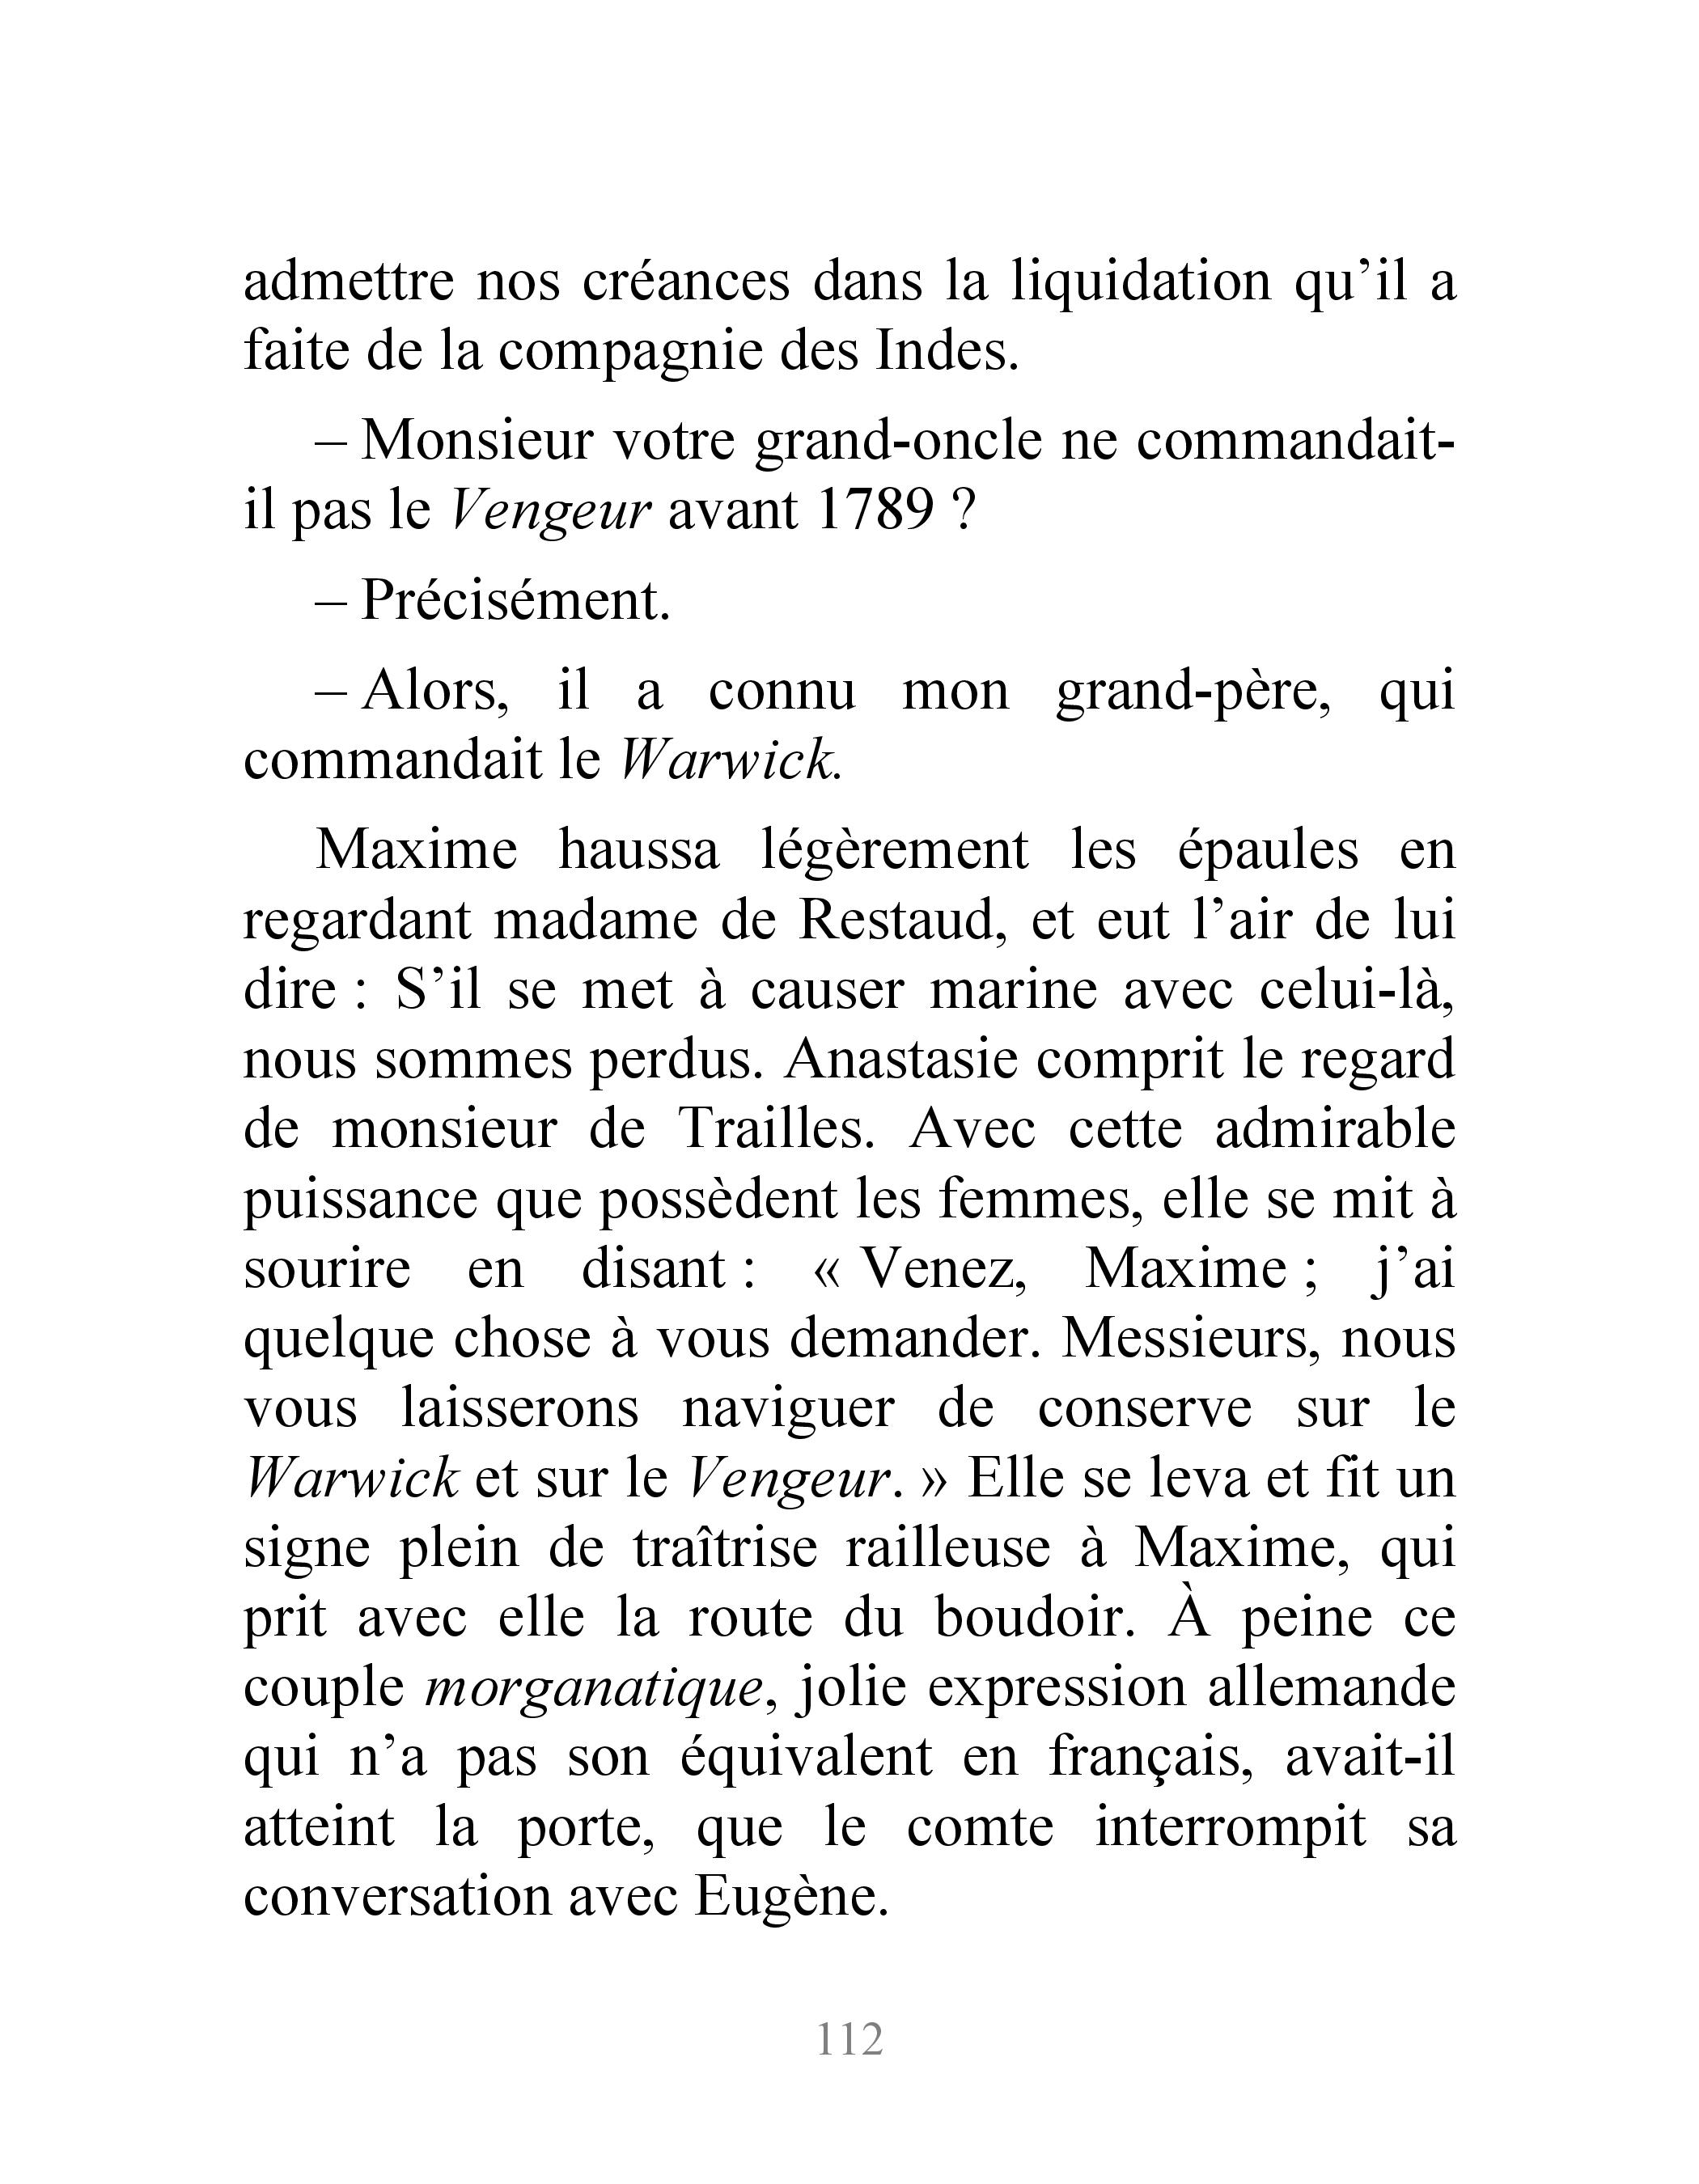 admettre nos créances dans la liquidation qu’il a
faite de la compagnie des Indes.
– Monsieur votre grand-oncle ne commandait-
il pas le Vengeur avant 1789 ?
– Précisément.
– Alors, il a connu mon grand-père, qui
commandait le Warwick.
Maxime haussa légèrement les épaules en
regardant madame de Restaud, et eut l’air de lui
dire : S’il se met à causer marine avec celui-là,
nous sommes perdus. Anastasie comprit le regard
de monsieur de Trailles. Avec cette admirable
puissance que possèdent les femmes, elle se mit à
sourire en disant : « Venez, Maxime ; j’ai
quelque chose à vous demander. Messieurs, nous
vous laisserons naviguer de conserve sur le
Warwick et sur le Vengeur. » Elle se leva et fit un
signe plein de traîtrise railleuse à Maxime, qui
prit avec elle la route du boudoir. À peine ce
couple morganatique, jolie expression allemande
qui n’a pas son équivalent en français, avait-il
atteint la porte, que le comte interrompit sa
conversation avec Eugène.
112